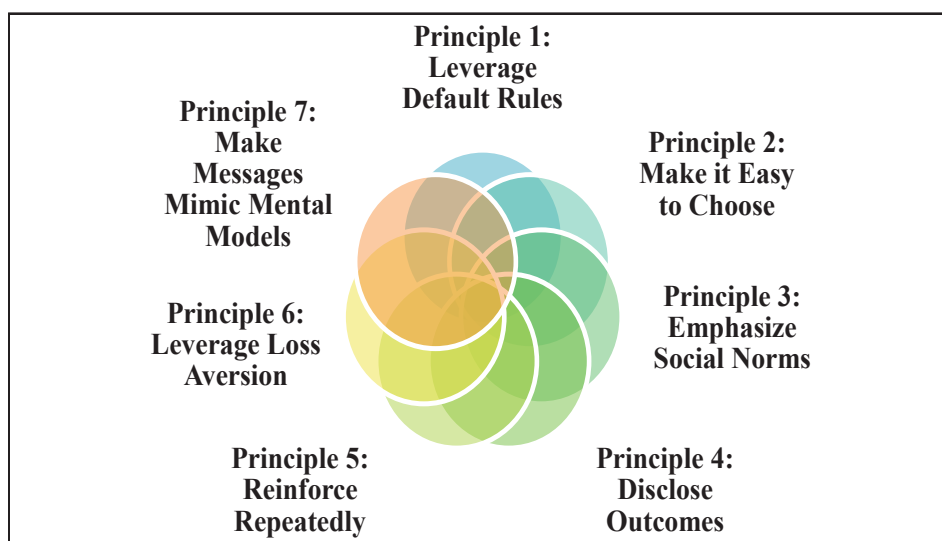 Principle 1:
Leverage
Default Rules
Principle 2:
Make it Easy
to Choose
Principle 3:
Emphasize
Social Norms
Principle 4:
Disclose
Outcomes
Principle 5:
Reinforce
Repeatedly
Principle 6:
Leverage Loss
Aversion
Principle 7:
Make
Messages
Mimic Mental
Models